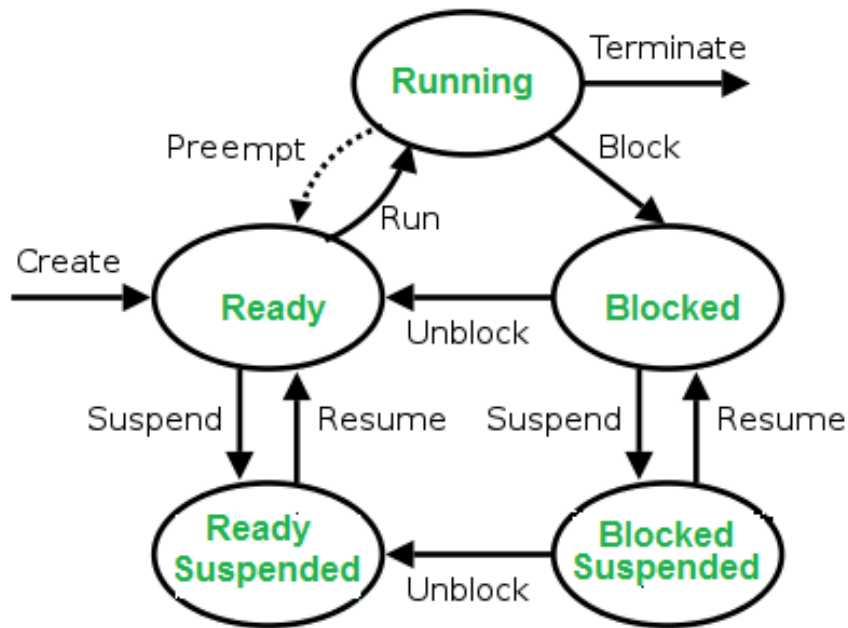 Terminate
Running
Preempt
Block
Run
Create
Ready
Blocked
Unblock
Suspend
Resume
Suspend
Resume
Ready
Suspended
Blocked
Suspended
Unblock